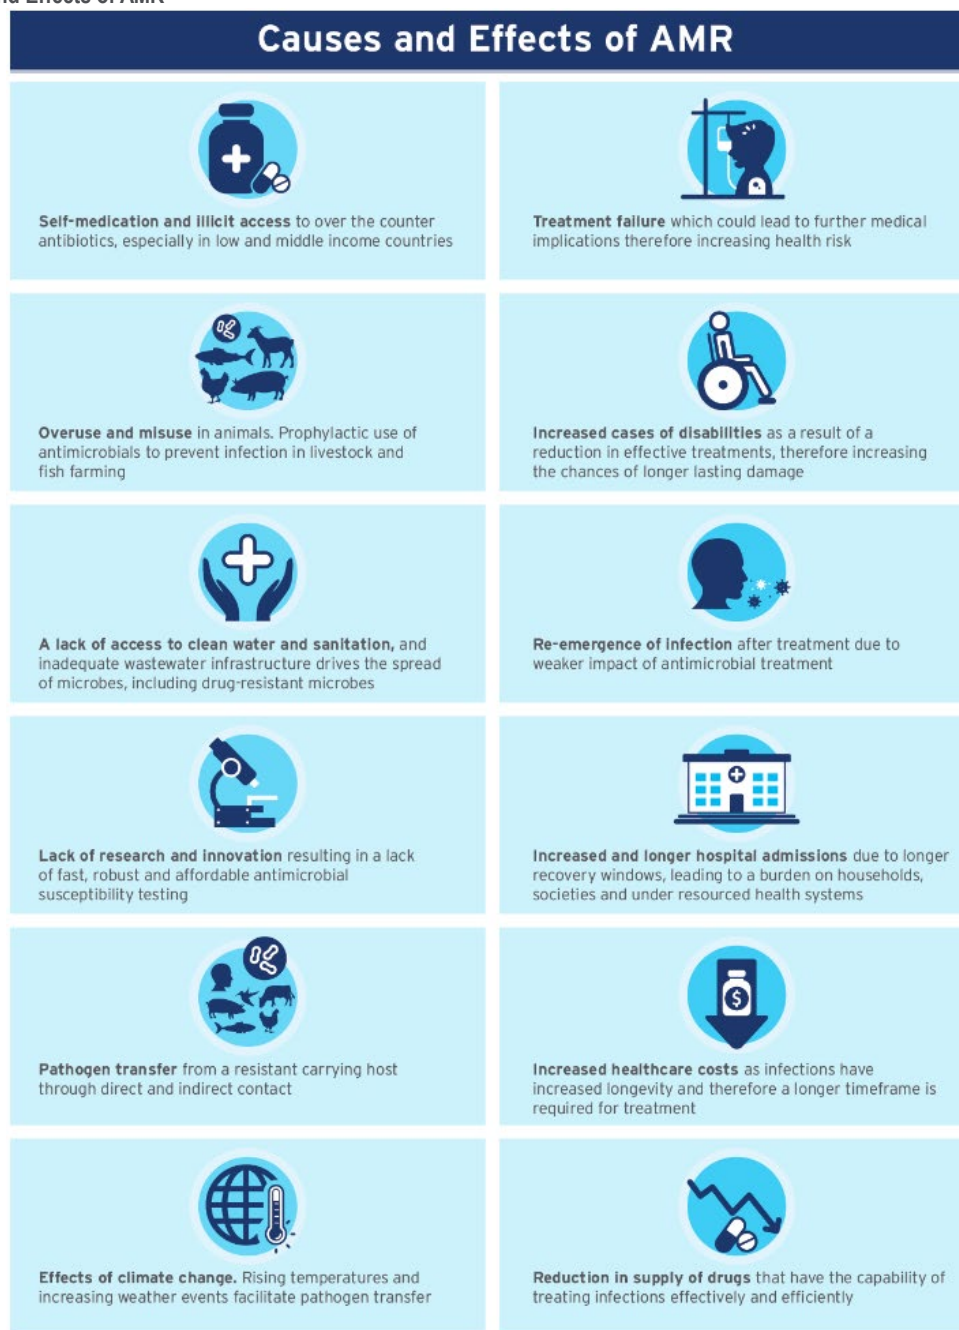 Effects of AMR
Causes and Effects of AMR
Self-medication and illicit access to over the counter
antibiotics, especially in low and middle income countries
Treatment failure which could lead to further medical
implications therefore increasing health risk
Overuse and misuse in animals. Prophylactic use of
antimicrobials to prevent infection in livestock and
fish farming
Increased cases of disabilities as a result of a
reduction in effective treatments, therefore increasing
the chances of longer lasting damage
A lack of access to clean water and sanitation, and
inadequate wastewater infrastructure drives the spread
of microbes, including drug-resistant microbes
Re-emergence of infection after treatment due to
weaker impact of antimicrobial treatment
Lack of research and innovation resulting in a lack
of fast, robust and affordable antimicrobial
susceptibility testing
Increased and longer hospital admissions due to longer
recovery windows, leading to a burden on households,
societies and under resourced health systems
Pathogen transfer from a resistant carrying host
through direct and indirect contact
$
Increased healthcare costs as infections have
increased longevity and therefore a longer timeframe is
required for treatment
Effects of climate change. Rising temperatures and
increasing weather events facilitate pathogen transfer
Reduction in supply of drugs that have the capability of
treating infections effectively and efficiently